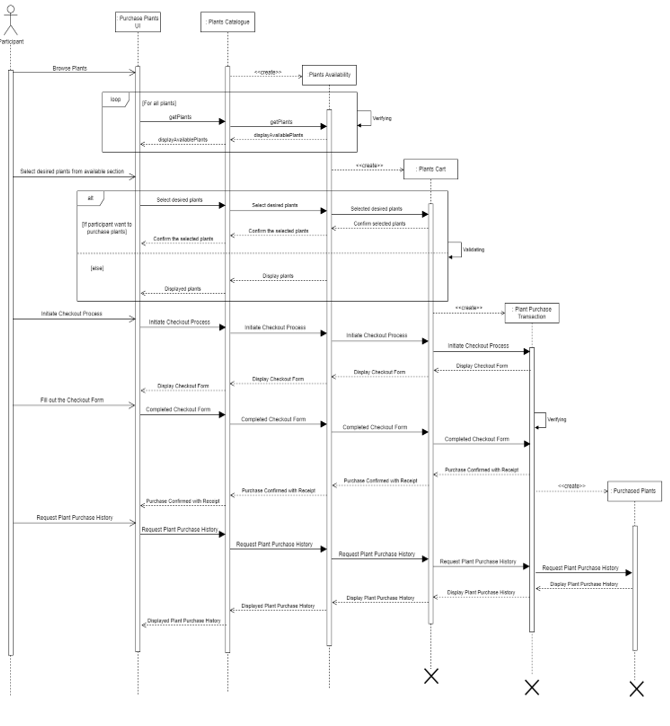 : Purchase Plants
UI
: Plants Catalogue
Participant
Browse Plants
<<create>>
Plants Availability
loop
[For all plants]
getPlants
getPlants
Verifying
displayAvailablePlants
displayAvailablePlants
<<create>>
: Plants Cart
Select desired plants from available section
alt
Select desired plants
Select desired plants
Selected desired plants
[If participant want to
purchase plants]
Confirm selected plants
Confirm the selected plants
Confirm the selected plants
Validating
[else]
Display plants
Displayed plants
<<create>>
: Plant Purchase
Transaction
Initiate Checkout Process
Initiate Checkout Process
Initiate Checkout Process
Initiate Checkout Process
Initiate Checkout Process
Display Checkout Form
Display Checkout Form
Display Checkout Form
Display Checkout Form
Fill out the Checkout Form
Completed Checkout Form
Completed Checkout Form
Verifying
Completed Checkout Form
Completed Checkout Form
Purchase Confirmed with Receipt
Purchase Confirmed with Receipt
<<create>>
: Purchased Plants
Purchase Confirmed with Receipt
Purchase Confirmed with Receipt
Request Plant Purchase History
Request Plant Purchase History
Request Plant Purchase History
Request Plant Purchase History
Request Plant Purchase History
Request Plant Purchase History
Display Plant Purchase History
Display Plant Purchase History
Display Plant Purchase History
Displayed Plant Purchase History
Displayed Plant Purchase History